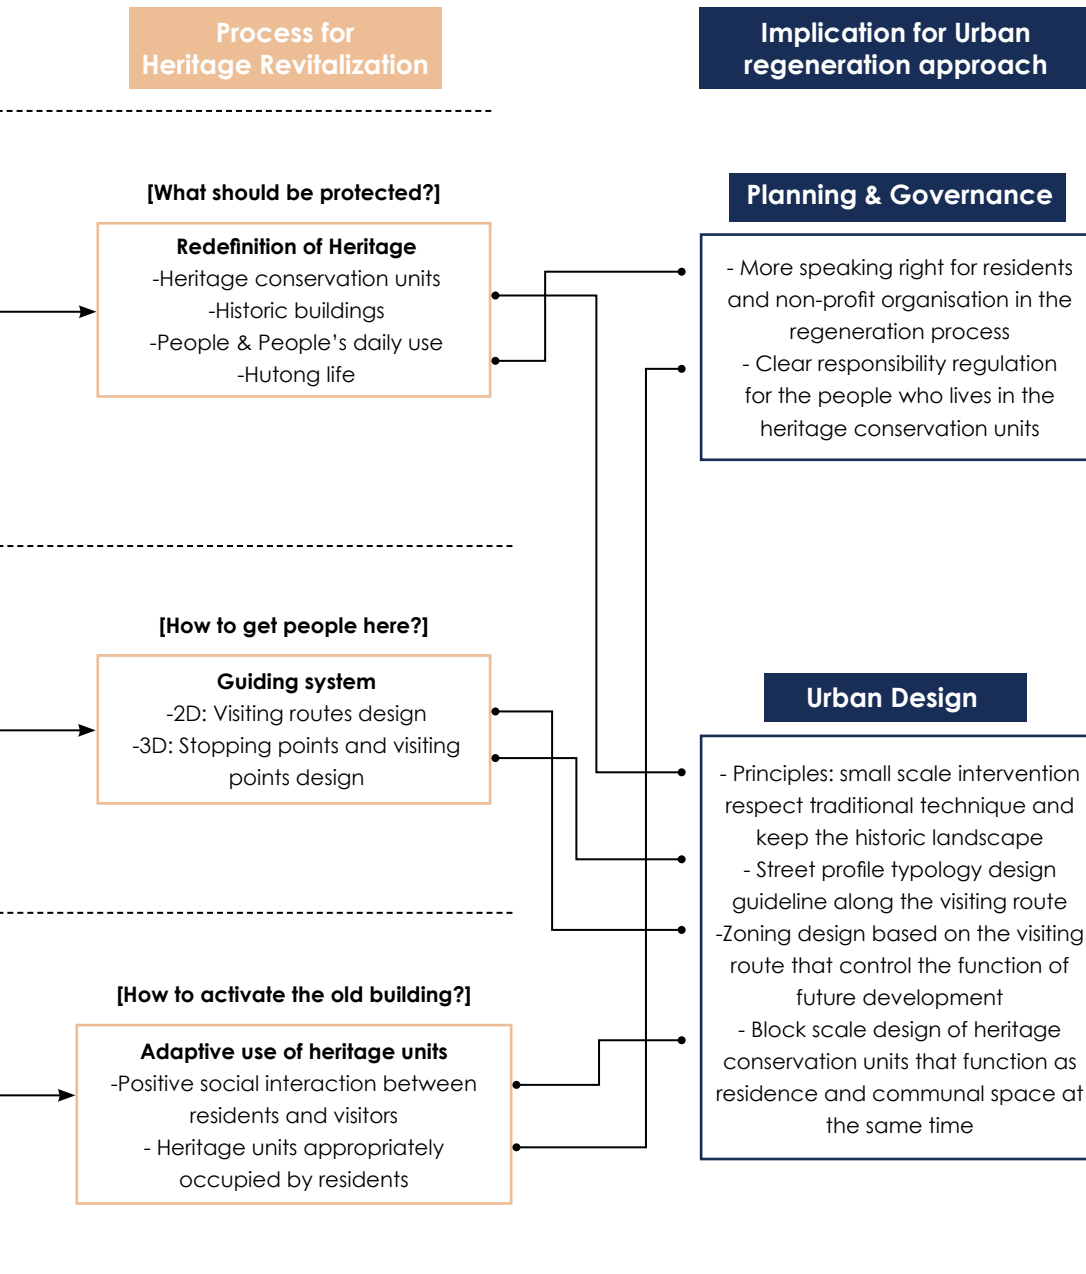 Process for
Heritage Revitalization
[What should be protected?]
Redefinition of Heritage
-Heritage conservation units
-Historic buildings
-People & People’s daily use
-Hutong life
[How to get people here?]
Guiding system
-2D: Visiting routes design
-3D: Stopping points and visiting
points design
[How to activate the old building?]
Adaptive use of heritage units
-Positive social interaction between
residents and visitors
- Heritage units appropriately
occupied by residents
Implication for Urban
regeneration approach
Planning & Governance
- More speaking right for residents
and non-profit organisation in the
regeneration process
- Clear responsibility regulation
for the people who lives in the
heritage conservation units
Urban Design
- Principles: small scale intervention
respect traditional technique and
keep the historic landscape
- Street profile typology design
guideline along the visiting route
-Zoning design based on the visiting
route that control the function of
future development
- Block scale design of heritage
conservation units that function as
residence and communal space at
the same time